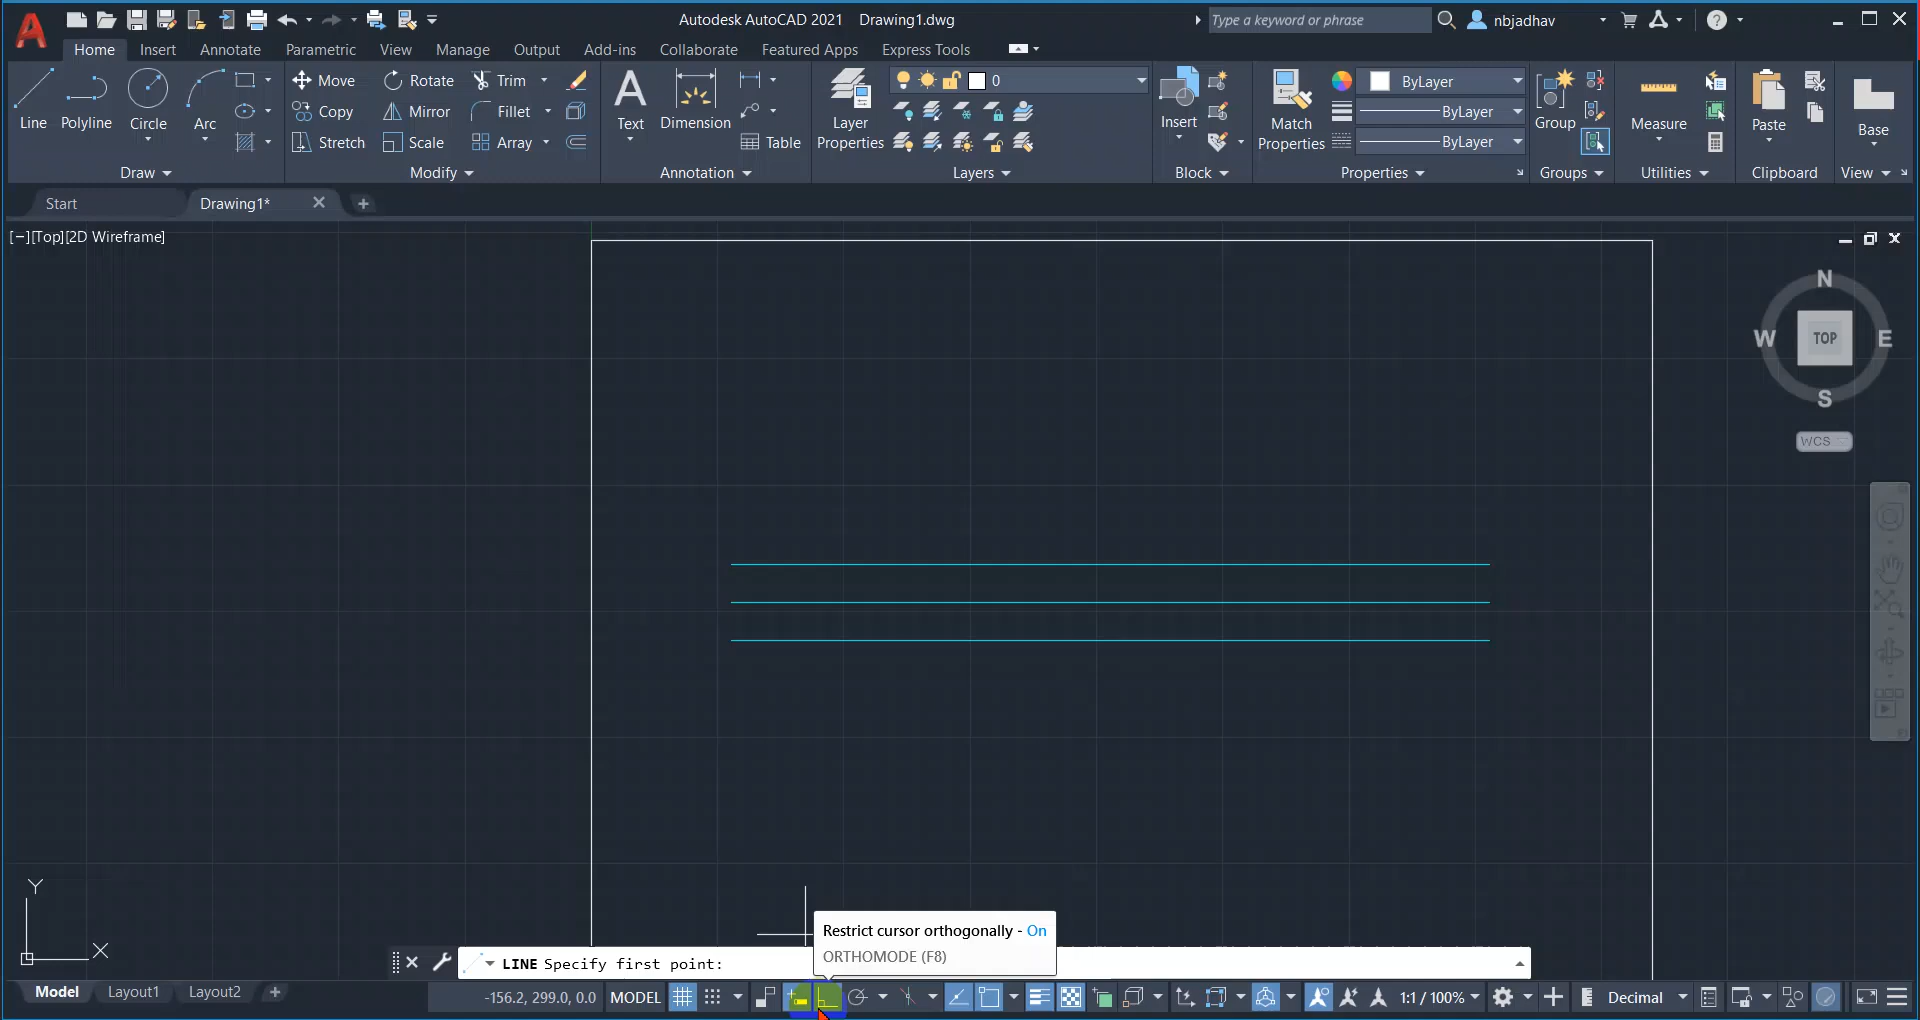 Autodesk AutoCAD 2021 Drawing1.dwg
Type a keyword or phrase
nbjadhav
Home Insert Annotate Parametric View Manage Output Add-ins Collaborate Featured Apps Express Tools
Line Polyline Circle Arc
Move Rotate Trim
Copy Mirror Fillet
Stretch Scale Array
Text Dimension Table
Layer
Properties
0
Insert
Match
Properties
ByLayer
ByLayer
ByLayer
Group
Measure
Paste
Base
Draw Modify Annotation Layers Block Properties Groups Utilities Clipboard View
Start Drawing1*
[−][Top][2D Wireframe]
N
W TOP E
S
WCS
Y
X
Restrict cursor orthogonally - On
ORTHOMODE (F8)
LINE Specify first point:
Model Layout1 Layout2
-156.2, 299.0, 0.0 MODEL 1:1 / 100% Decimal